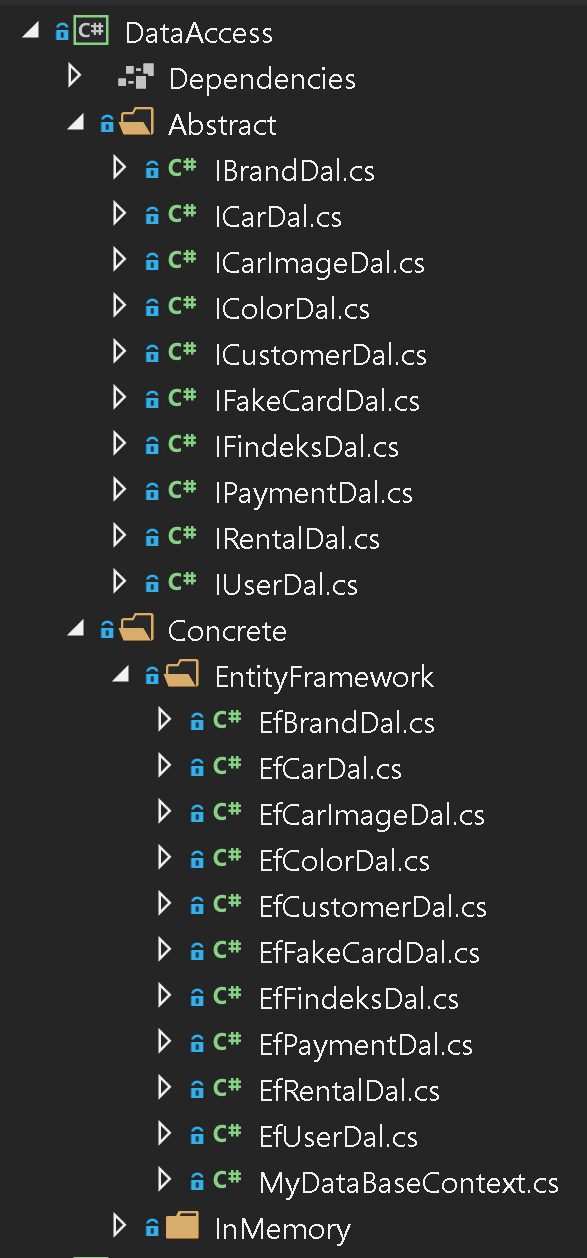 C# DataAccess
Dependencies
Abstract
C# IBrandDal.cs
C# ICarDal.cs
C# ICarImageDal.cs
C# IColorDal.cs
C# ICustomerDal.cs
C# IFakeCardDal.cs
C# IFindeksDal.cs
C# IPaymentDal.cs
C# IRentalDal.cs
C# IUserDal.cs
Concrete
EntityFramework
C# EfBrandDal.cs
C# EfCarDal.cs
C# EfCarImageDal.cs
C# EfColorDal.cs
C# EfCustomerDal.cs
C# EfFakeCardDal.cs
C# EfFindeksDal.cs
C# EfPaymentDal.cs
C# EfRentalDal.cs
C# EfUserDal.cs
C# MyDataBaseContext.cs
InMemory